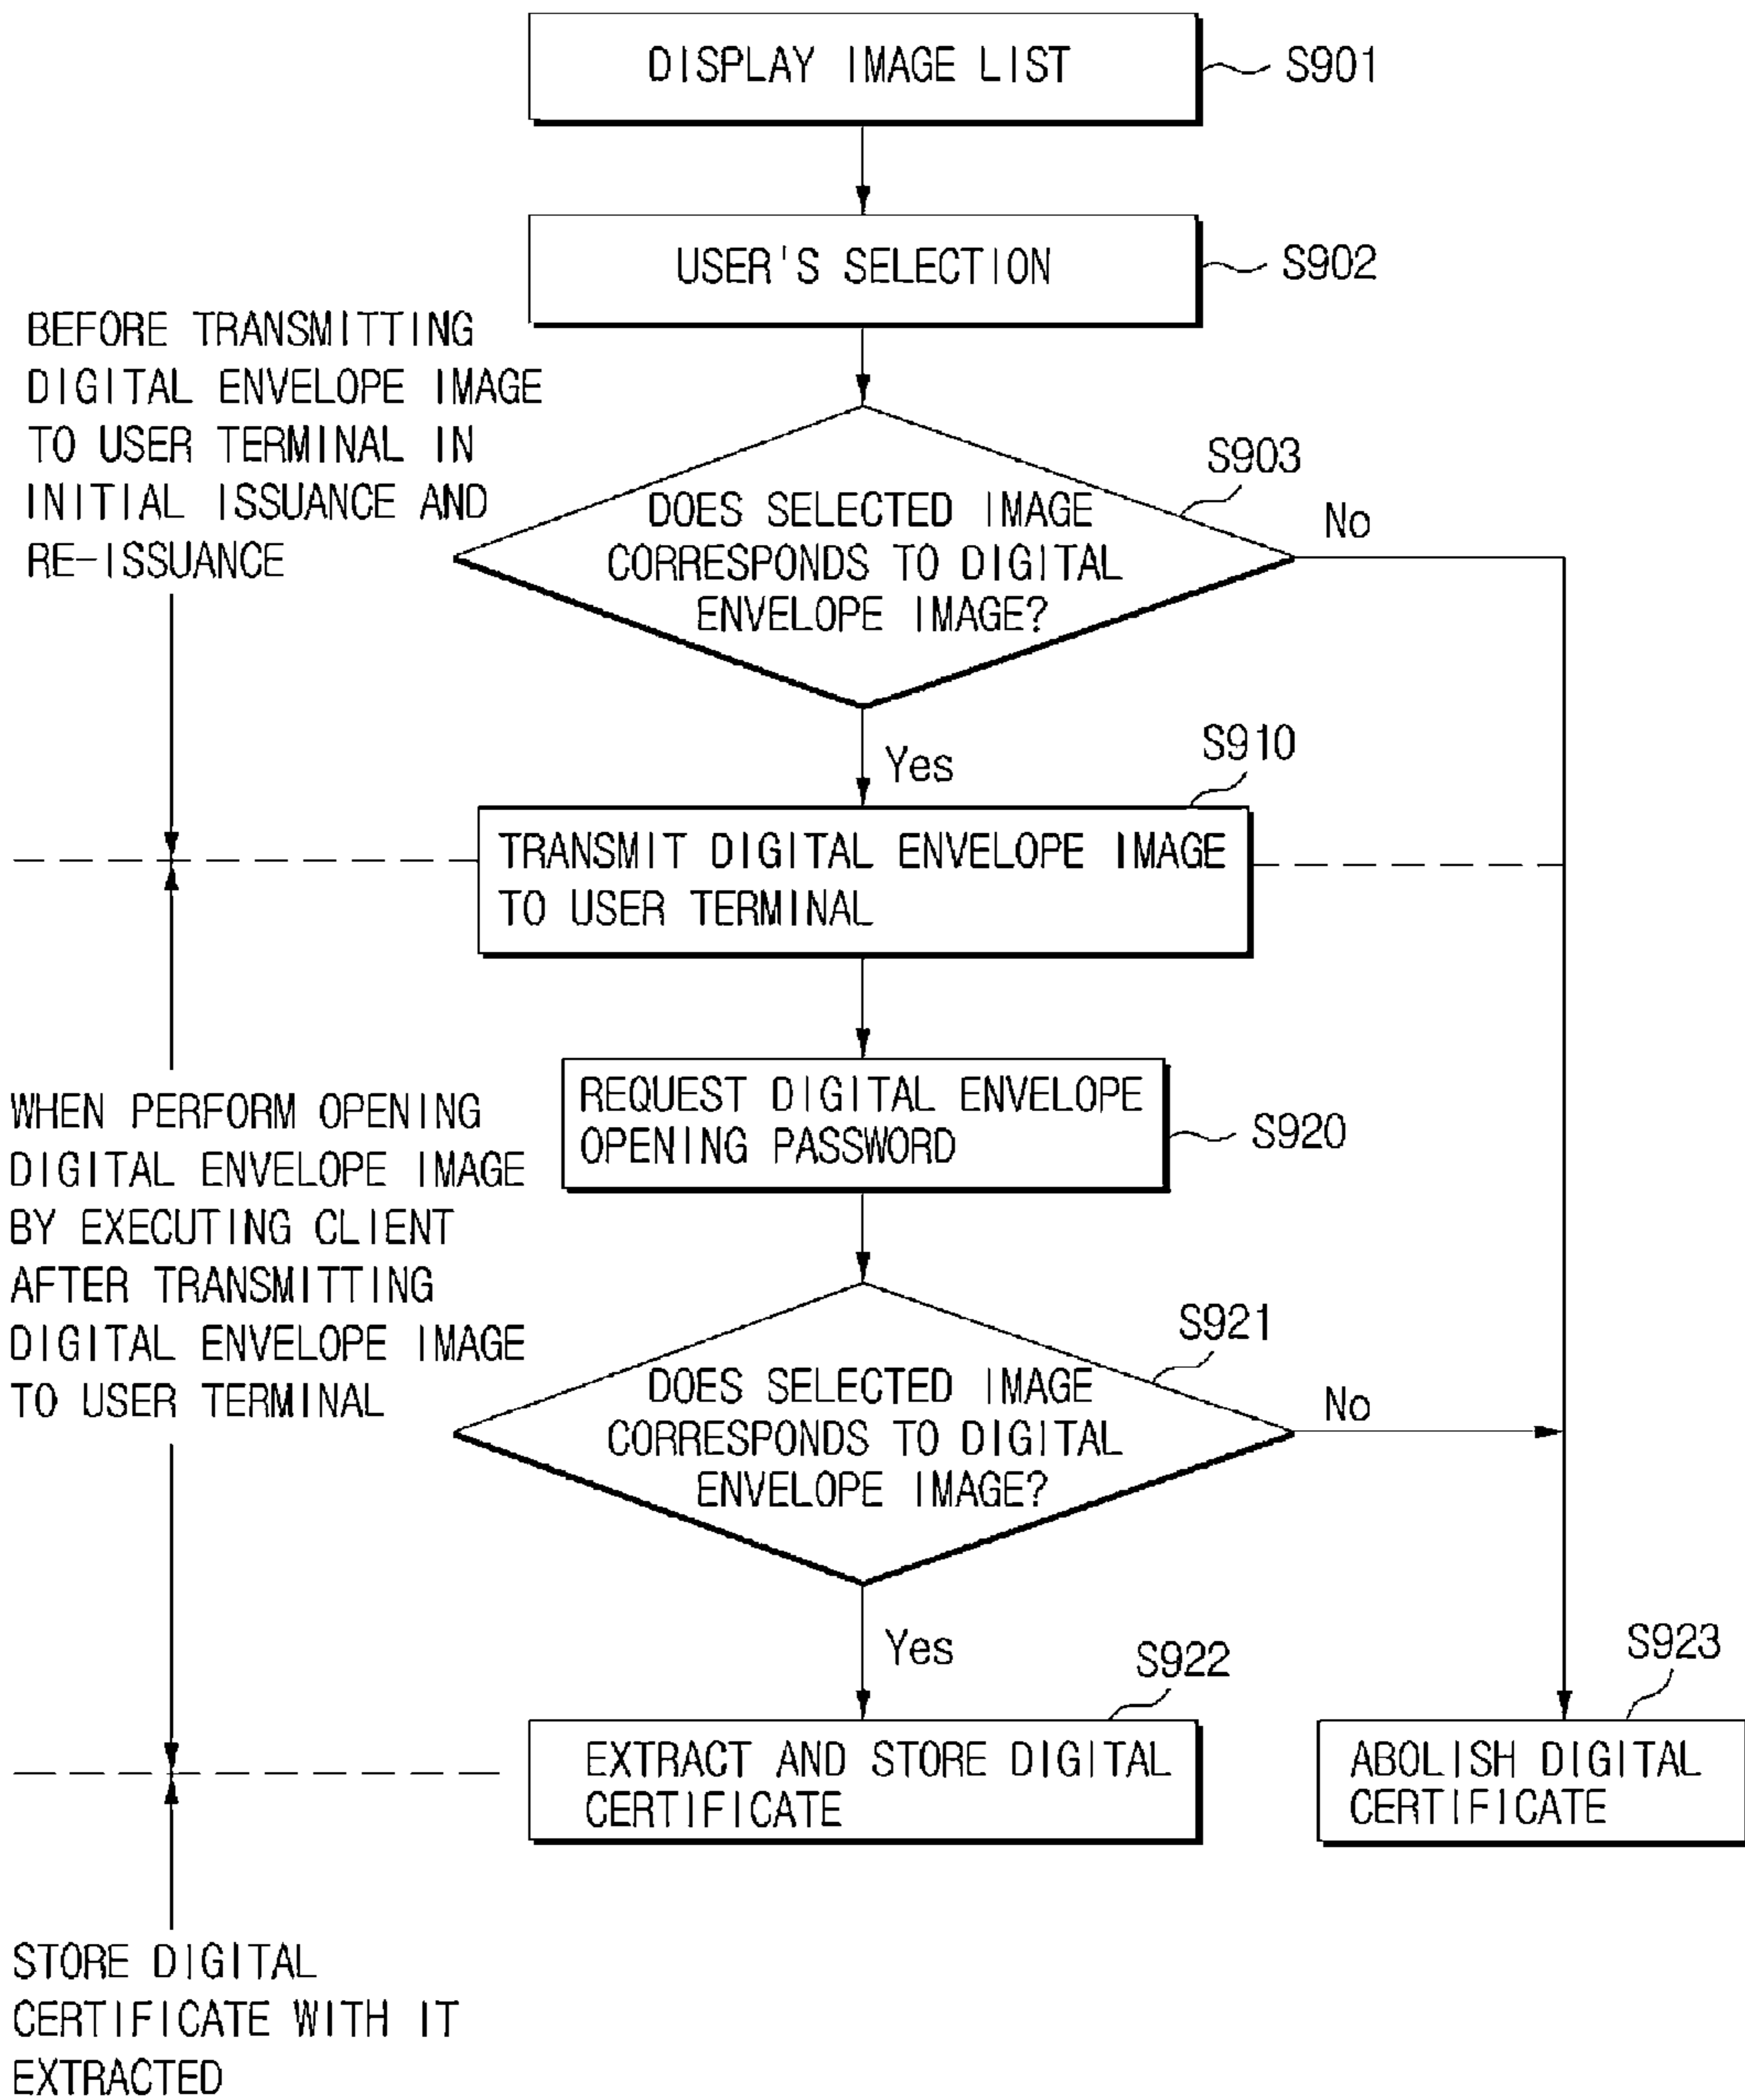 DISPLAY IMAGE LIST
S901
USER'S SELECTION
S902
BEFORE TRANSMITTING
DIGITAL ENVELOPE IMAGE
TO USER TERMINAL IN
INITIAL ISSUANCE AND
RE-ISSUANCE
S903
DOES SELECTED IMAGE
CORRESPONDS TO DIGITAL
ENVELOPE IMAGE?
No
Yes
S910
TRANSMIT DIGITAL ENVELOPE IMAGE
TO USER TERMINAL
REQUEST DIGITAL ENVELOPE
OPENING PASSWORD
S920
WHEN PERFORM OPENING
DIGITAL ENVELOPE IMAGE
BY EXECUTING CLIENT
AFTER TRANSMITTING
DIGITAL ENVELOPE IMAGE
TO USER TERMINAL
S921
DOES SELECTED IMAGE
CORRESPONDS TO DIGITAL
ENVELOPE IMAGE?
No
Yes
S922
EXTRACT AND STORE DIGITAL
CERTIFICATE
S923
ABOLISH DIGITAL
CERTIFICATE
STORE DIGITAL
CERTIFICATE WITH IT
EXTRACTED